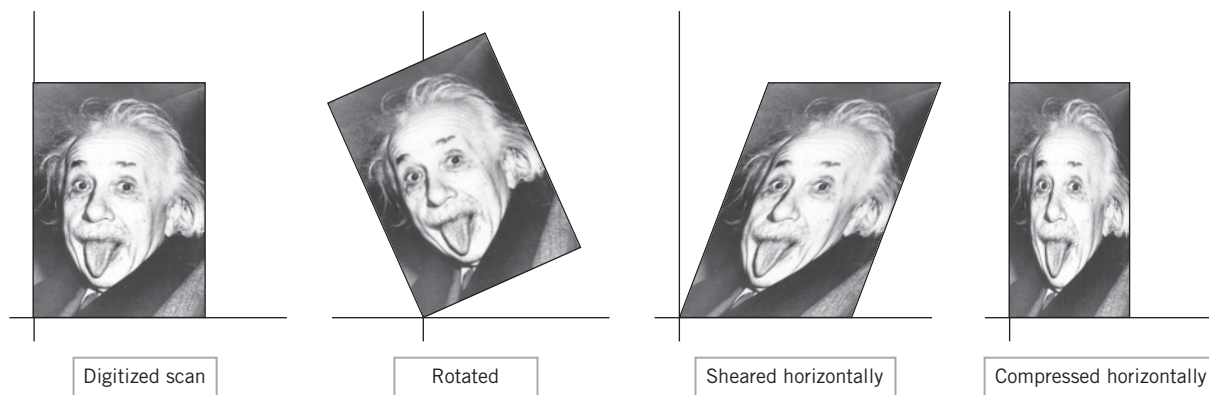 Digitized scan
Rotated
Sheared horizontally
Compressed horizontally